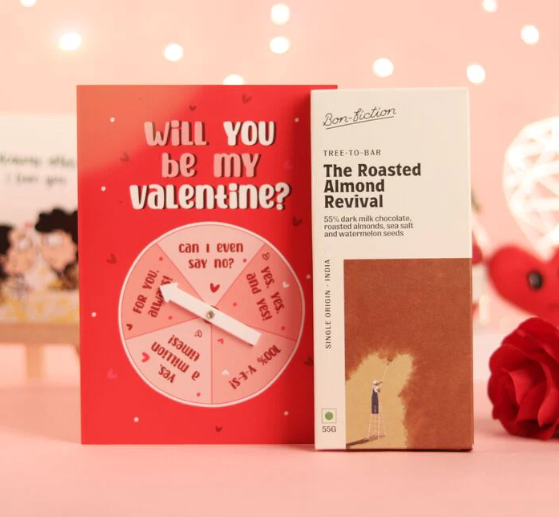 WILL YOU
be my
valentine?
can I even
say no?
yes, yes,
and yes!
100% Y-E-S!
YES,
A MILLION
times!
FOR YOU,
Bon-fiction
TREE-TO-BAR
The Roasted
Almond
Revival
55% dark milk chocolate,
roasted almonds, sea salt
and watermelon seeds
SINGLE ORIGIN · INDIA
55G
I love you